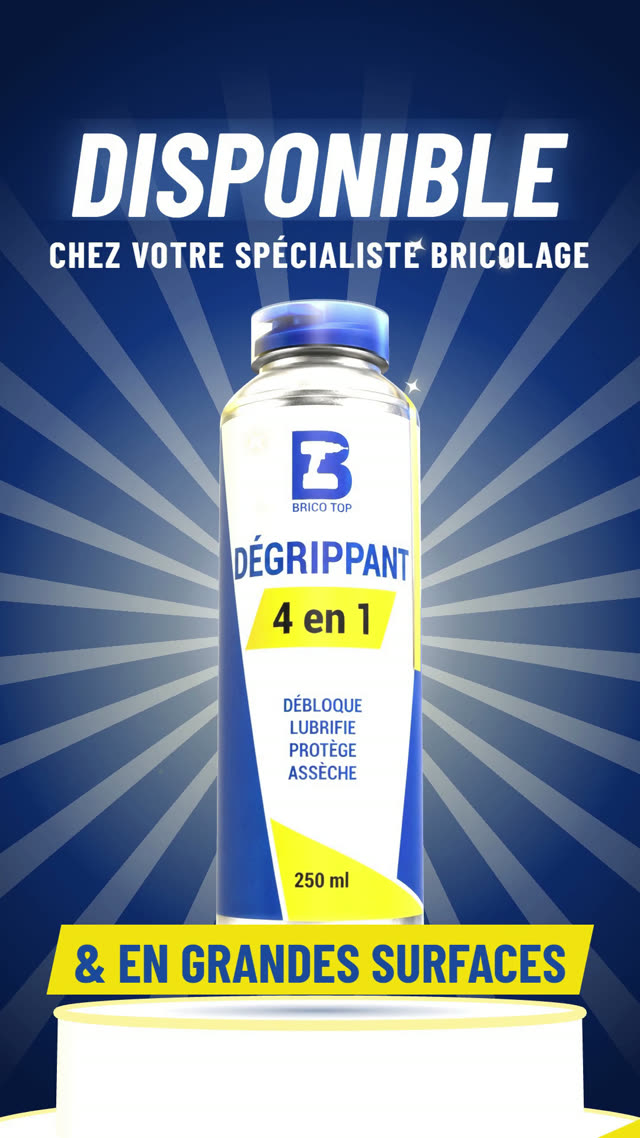 DISPONIBLE
CHEZ VOTRE SPÉCIALISTE BRICOLAGE
B
BRICO TOP
DÉGRIPPANT
4 en 1
DÉBLOQUE
LUBRIFIE
PROTÈGE
ASSÈCHE
250 ml
& EN GRANDES SURFACES